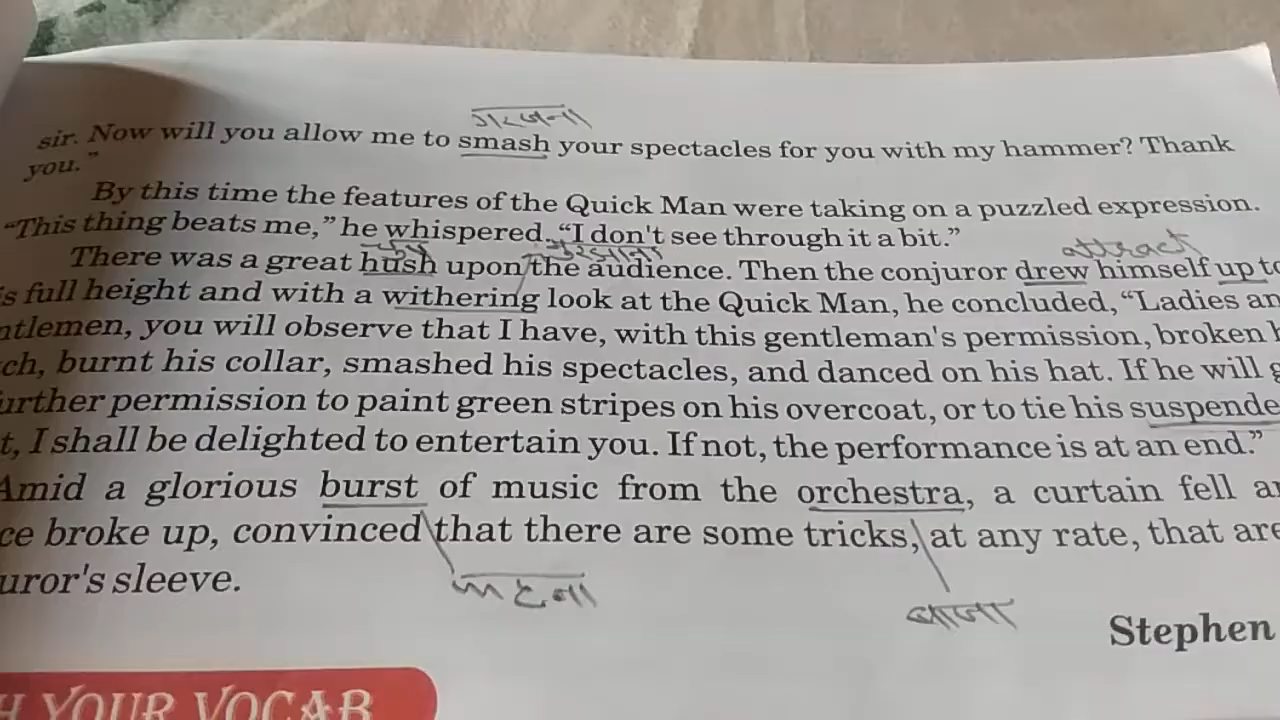 गरजना
sir. Now will you allow me to smash your spectacles for you with my hammer? Thank
you."
By this time the features of the Quick Man were taking on a puzzled expression.
"This thing beats me," he whispered. "I don't see through it a bit."
चुप मुरझाना attract
There was a great hush upon the audience. Then the conjuror drew himself up to
s full height and with a withering look at the Quick Man, he concluded, "Ladies an
ntlemen, you will observe that I have, with this gentleman's permission, broken h
ch, burnt his collar, smashed his spectacles, and danced on his hat. If he will g
urther permission to paint green stripes on his overcoat, or to tie his suspende
t, I shall be delighted to entertain you. If not, the performance is at an end."
Amid a glorious burst of music from the orchestra, a curtain fell an
ce broke up, convinced that there are some tricks, at any rate, that are
uror's sleeve.
बाजा
Stephen
H YOUR VOCAB